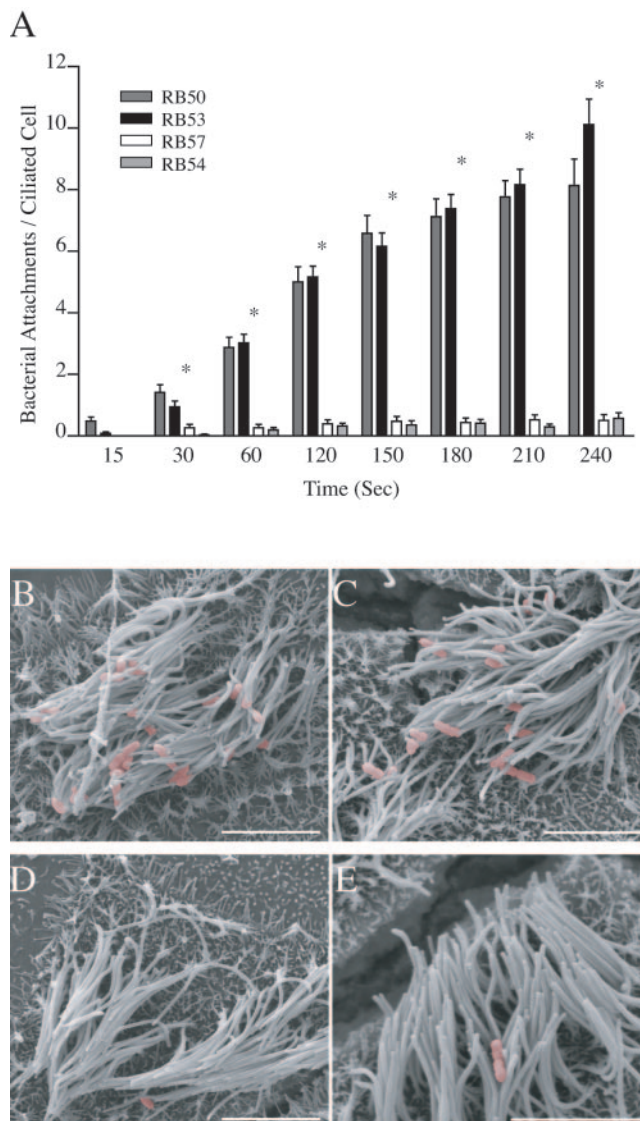 A
Bacterial Attachments / Ciliated Cell
12
10
8
6
4
2
0
RB50
RB53
RB57
RB54
*
*
*
*
*
*
*
15 30 60 120 150 180 210 240
Time (Sec)
B
C
D
E